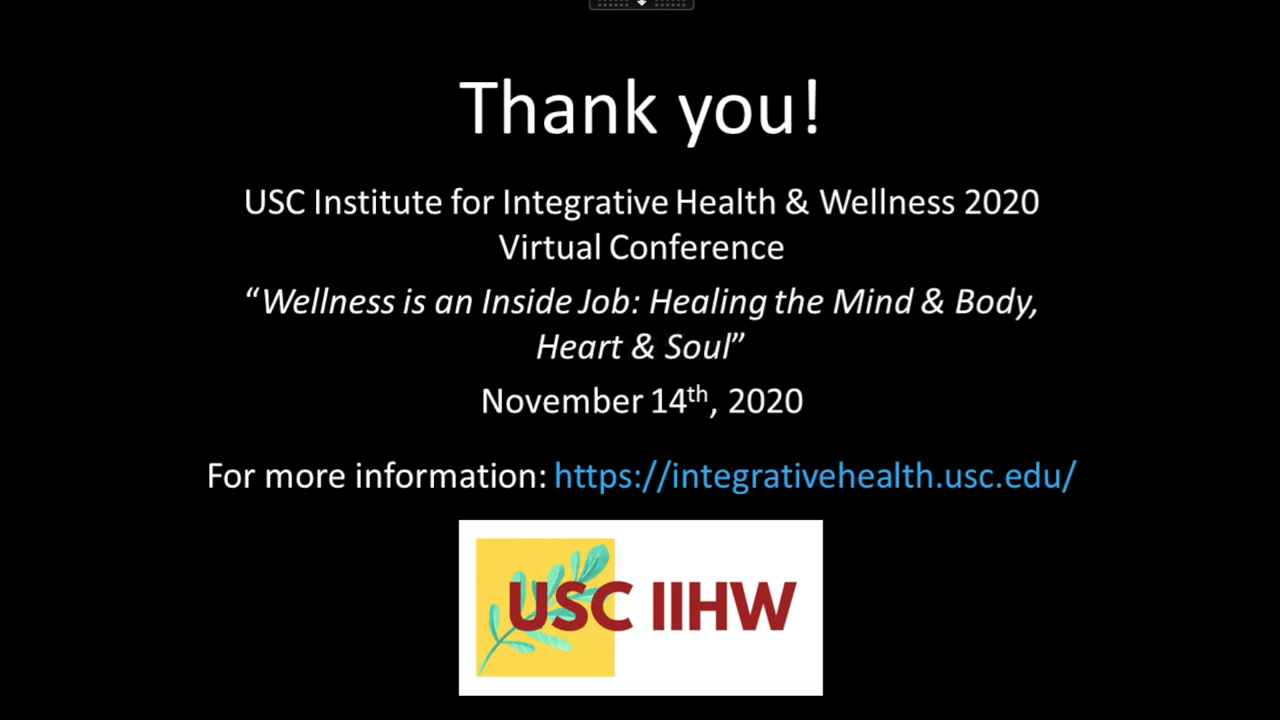 Thank you!
USC Institute for Integrative Health & Wellness 2020
Virtual Conference
“Wellness is an Inside Job: Healing the Mind & Body,
Heart & Soul”
November 14th, 2020
For more information: https://integrativehealth.usc.edu/
USC IIHW